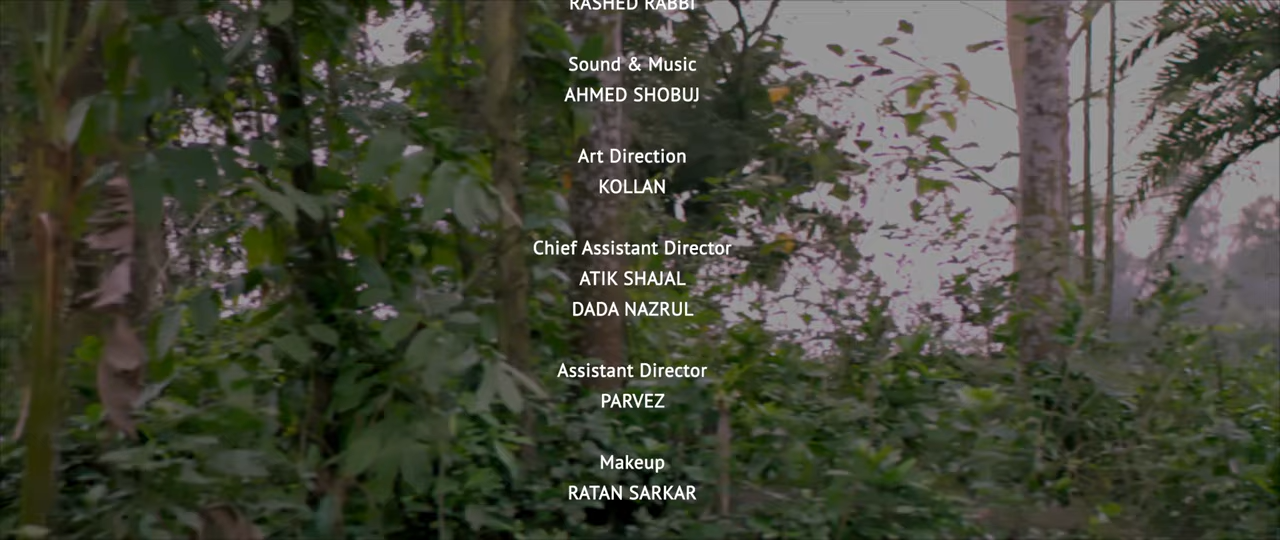 RASHED RABBI
Sound & Music
AHMED SHOBUJ
Art Direction
KOLLAN
Chief Assistant Director
ATIK SHAJAL
DADA NAZRUL
Assistant Director
PARVEZ
Makeup
RATAN SARKAR